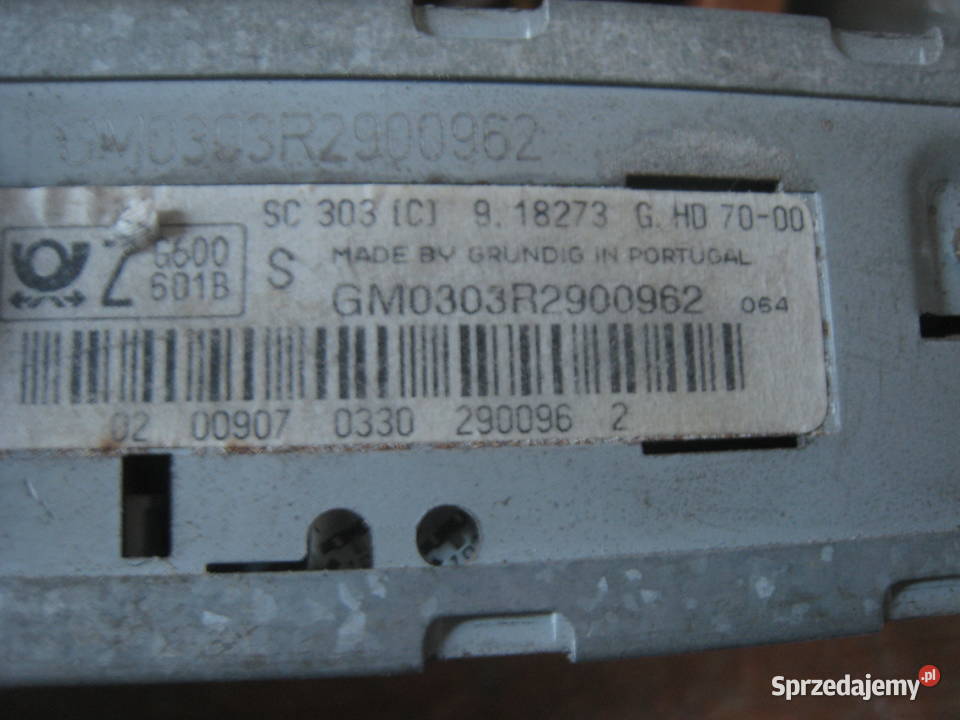 GM0303R2900962
SC 303 (C) 9.18273 G. HD 70-00
Z G600
601B
S
MADE BY GRUNDIG IN PORTUGAL
GM0303R2900962 064
02 00907 0330 290096 2
Sprzedajemy.pl